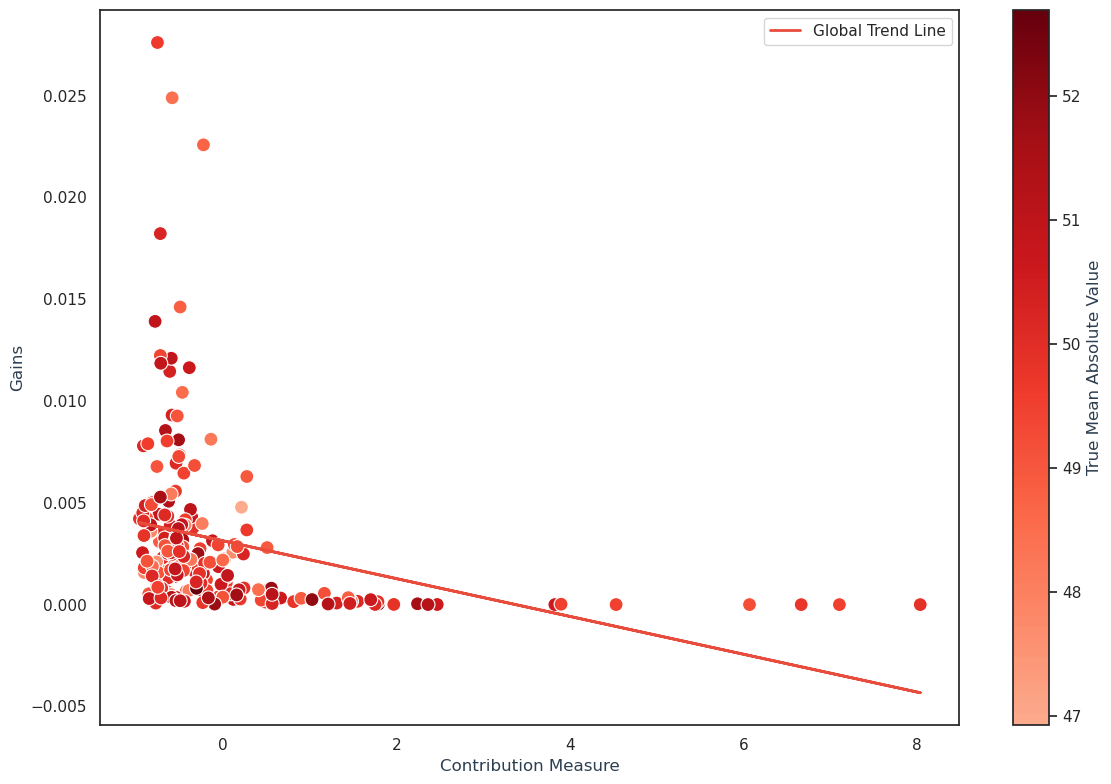 Global Trend Line
0.025
0.020
0.015
0.010
0.005
0.000
−0.005
Gains
0 2 4 6 8
Contribution Measure
52
51
50
49
48
47
True Mean Absolute Value